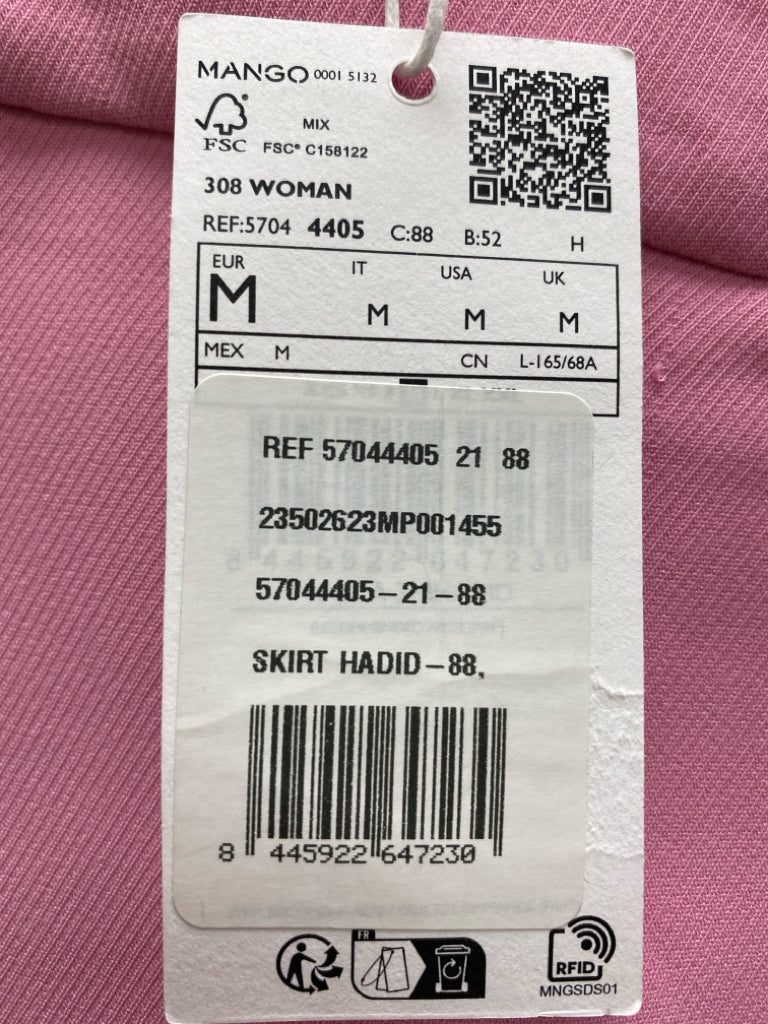 MANGO 0001 5132
FSC
MIX
FSC® C158122
308 WOMAN
REF:5704 4405 C:88 B:52 H
EUR IT USA UK
M M M M
MEX M CN L-165/68A
REF 57044405 21 88
23502623MP001455
57044405-21-88
SKIRT HADID-88,
8 445922 647230
FR
RFID
MNGSDS01